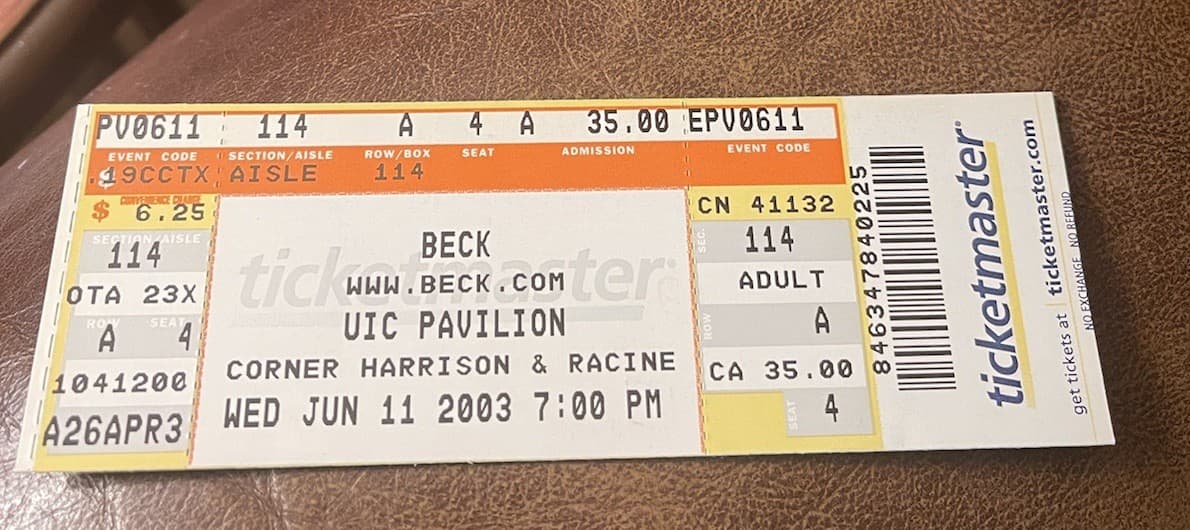 PV0611 114 A 4 A 35.00 EPV0611
EVENT CODE SECTION/AISLE ROW/BOX SEAT ADMISSION EVENT CODE
.19CCTX AISLE 114
$
CONVENIENCE CHARGE
$ 6.25
SECTION/AISLE
114
OTA 23X
ROW SEAT
A 4
1041200
A26APR3
ticketmaster
BECK
WWW.BECK.COM
UIC PAVILION
CORNER HARRISON & RACINE
WED JUN 11 2003 7:00 PM
CN 41132
SEC. 114
ADULT
ROW A
CA 35.00
SEAT 4
846347840225
ticketmaster
get tickets at ticketmaster.com
NO EXCHANGE NO REFUND